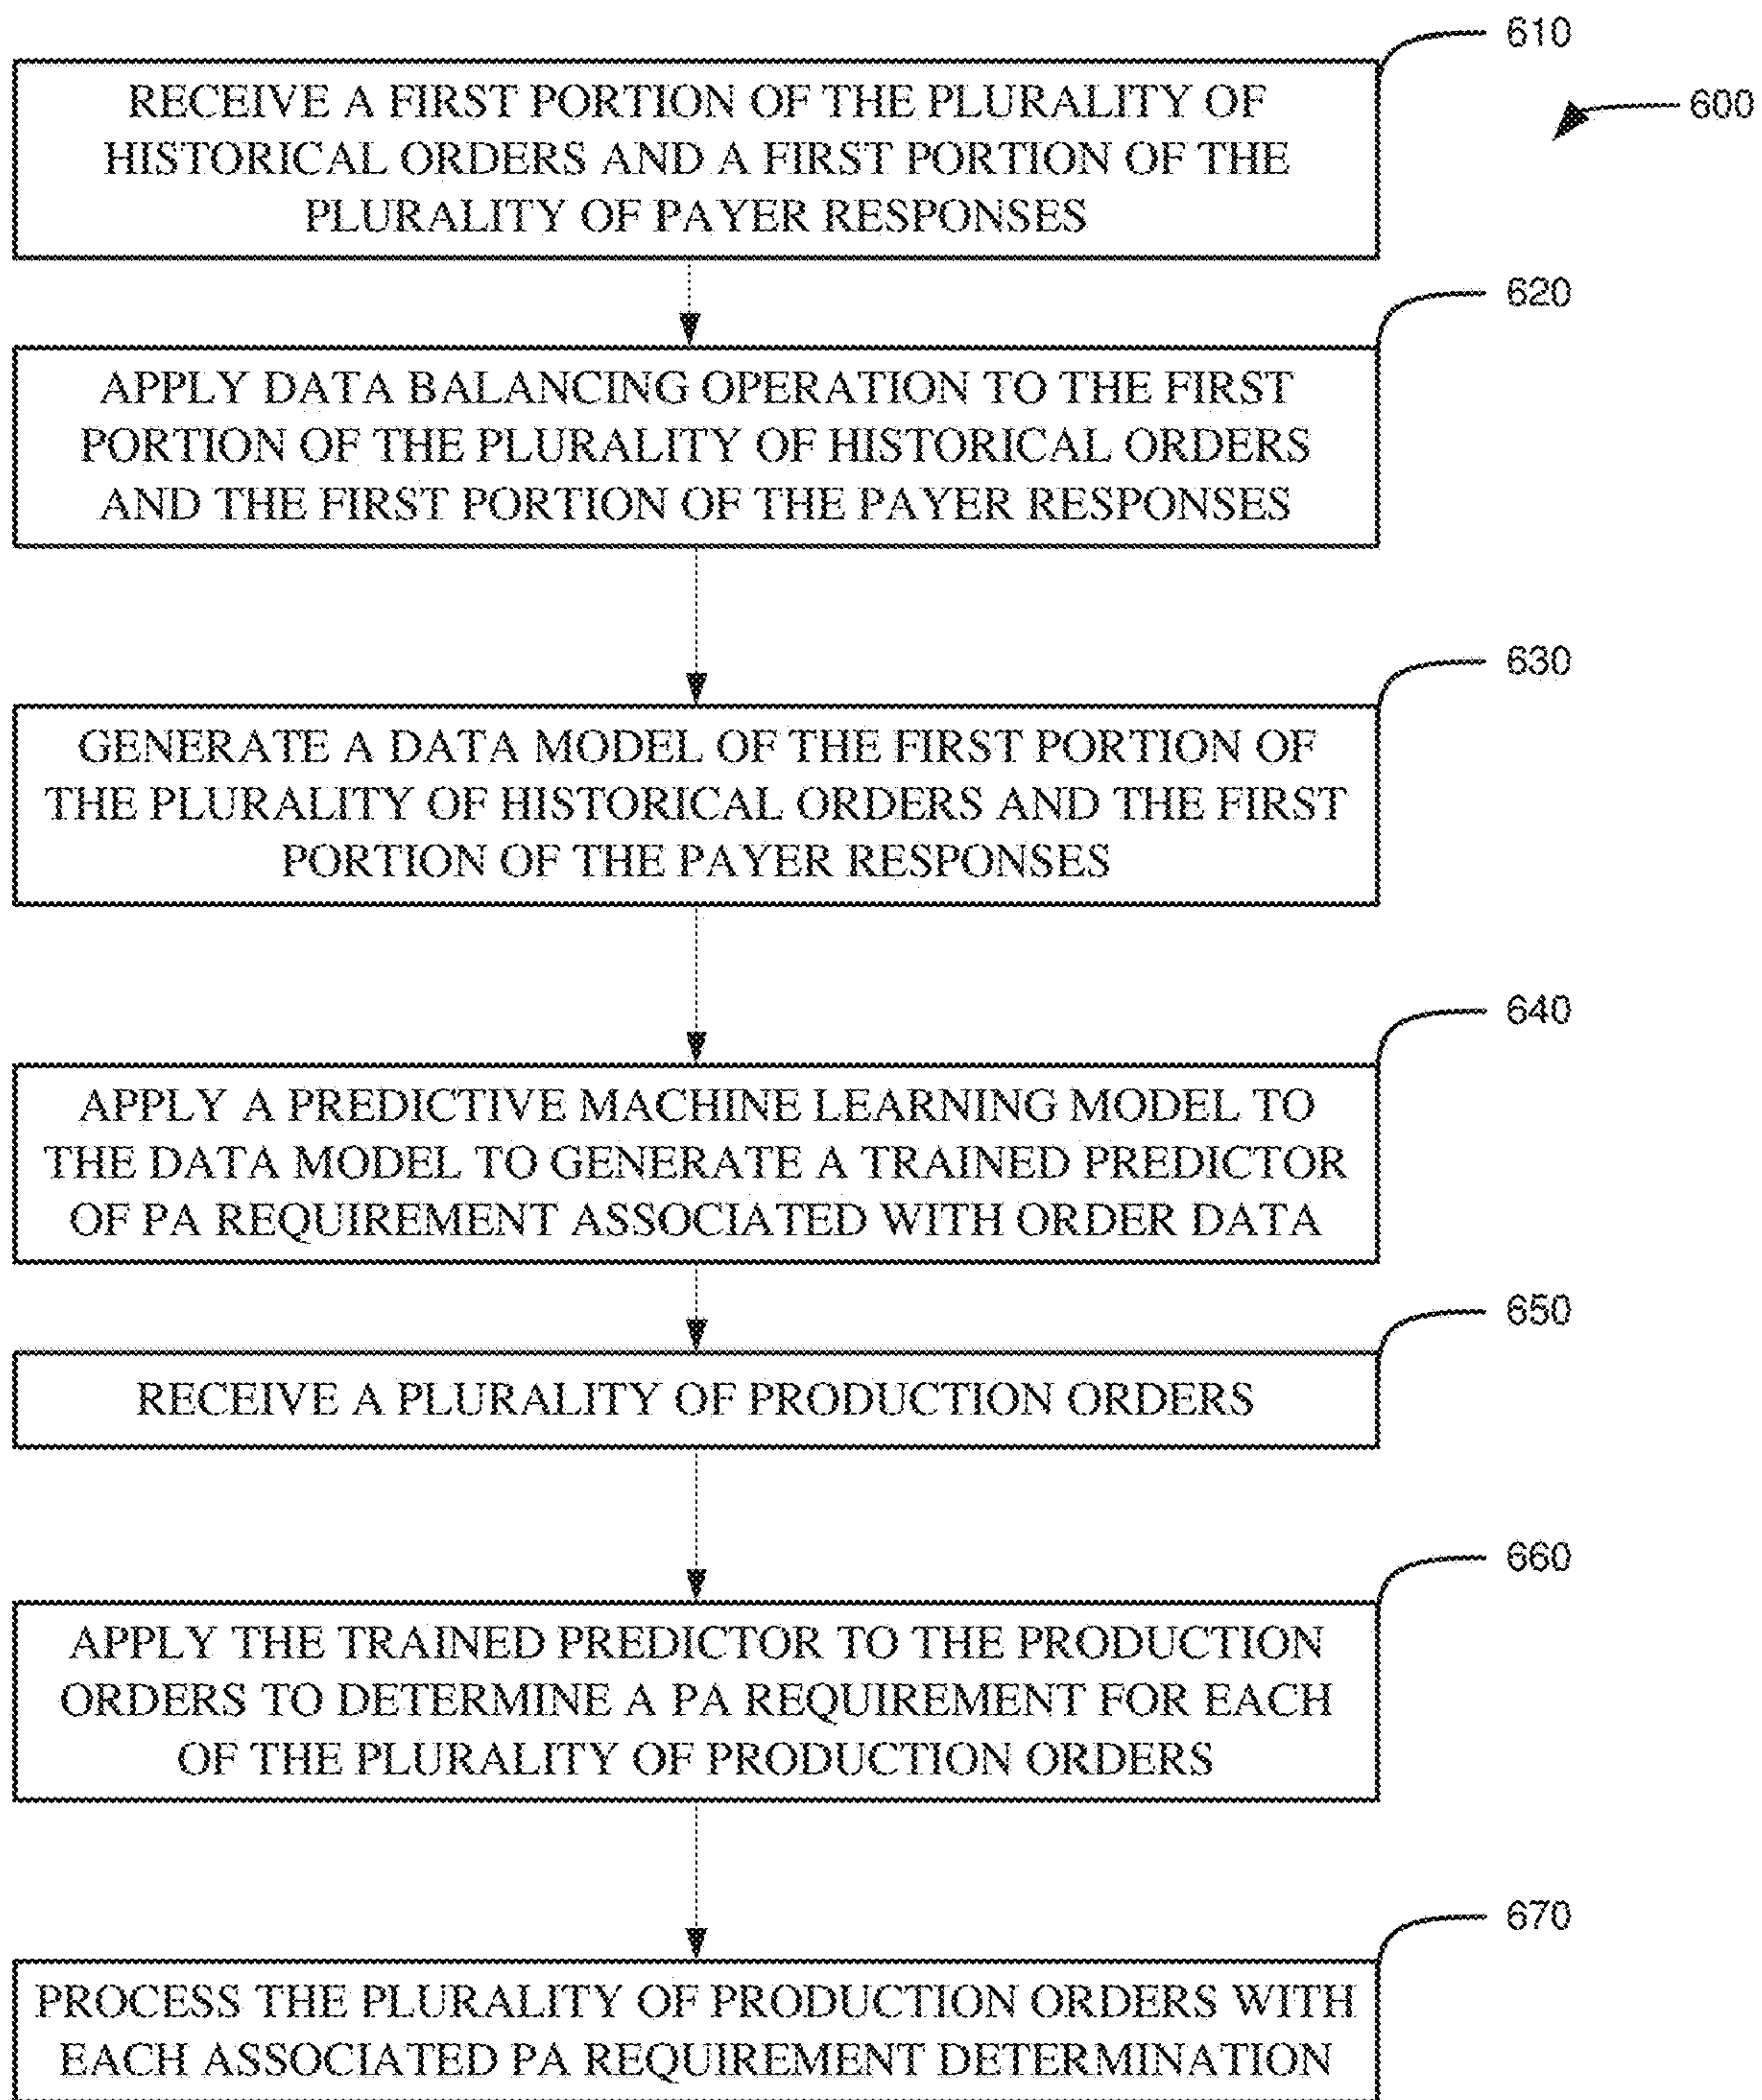 610
600
RECEIVE A FIRST PORTION OF THE PLURALITY OF
HISTORICAL ORDERS AND A FIRST PORTION OF THE
PLURALITY OF PAYER RESPONSES
620
APPLY DATA BALANCING OPERATION TO THE FIRST
PORTION OF THE PLURALITY OF HISTORICAL ORDERS
AND THE FIRST PORTION OF THE PAYER RESPONSES
630
GENERATE A DATA MODEL OF THE FIRST PORTION OF
THE PLURALITY OF HISTORICAL ORDERS AND THE FIRST
PORTION OF THE PAYER RESPONSES
640
APPLY A PREDICTIVE MACHINE LEARNING MODEL TO
THE DATA MODEL TO GENERATE A TRAINED PREDICTOR
OF PA REQUIREMENT ASSOCIATED WITH ORDER DATA
650
RECEIVE A PLURALITY OF PRODUCTION ORDERS
660
APPLY THE TRAINED PREDICTOR TO THE PRODUCTION
ORDERS TO DETERMINE A PA REQUIREMENT FOR EACH
OF THE PLURALITY OF PRODUCTION ORDERS
670
PROCESS THE PLURALITY OF PRODUCTION ORDERS WITH
EACH ASSOCIATED PA REQUIREMENT DETERMINATION